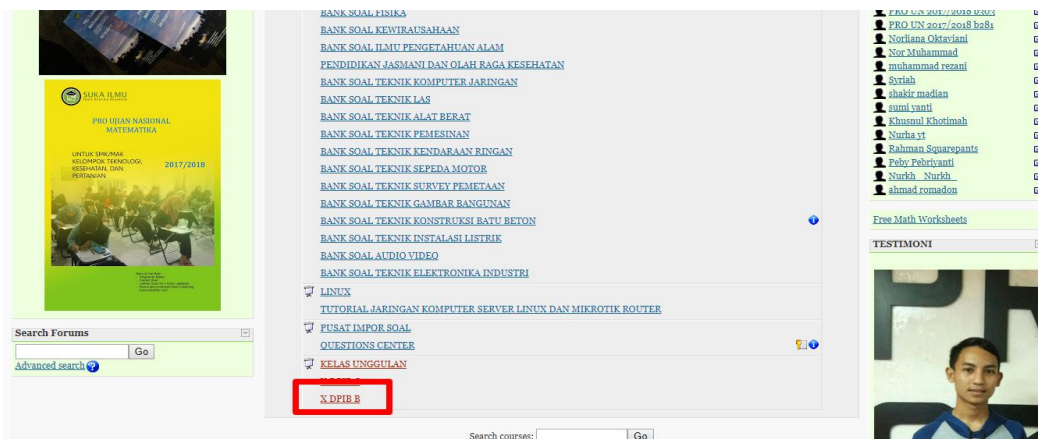 SUKA ILMU
PRO UJIAN NASIONAL
MATEMATIKA
UNTUK SMK/MAK
KELOMPOK TEKNOLOGI,
KESEHATAN, DAN
PERTANIAN
2017/2018
Search Forums
Go
Advanced search
BANK SOAL FISIKA
BANK SOAL KEWIRAUSAHAAN
BANK SOAL ILMU PENGETAHUAN ALAM
PENDIDIKAN JASMANI DAN OLAH RAGA KESEHATAN
BANK SOAL TEKNIK KOMPUTER JARINGAN
BANK SOAL TEKNIK LAS
BANK SOAL TEKNIK ALAT BERAT
BANK SOAL TEKNIK PEMESINAN
BANK SOAL TEKNIK KENDARAAN RINGAN
BANK SOAL TEKNIK SEPEDA MOTOR
BANK SOAL TEKNIK SURVEY PEMETAAN
BANK SOAL TEKNIK GAMBAR BANGUNAN
BANK SOAL TEKNIK KONSTRUKSI BATU BETON
BANK SOAL TEKNIK INSTALASI LISTRIK
BANK SOAL AUDIO VIDEO
BANK SOAL TEKNIK ELEKTRONIKA INDUSTRI
LINUX
TUTORIAL JARINGAN KOMPUTER SERVER LINUX DAN MIKROTIK ROUTER
PUSAT IMPOR SOAL
QUESTIONS CENTER
KELAS UNGGULAN
X DPIB B
Search courses:
Go
PRO UN 2017/2018 b303
PRO UN 2017/2018 b281
Norliana Oktaviani
Nor Muhammad
muhammad rezani
Syriah
shakir madian
sumi yanti
Khusnul Khotimah
Nurha yt
Rahman Squarepants
Peby Pebriyanti
Nurkh Nurkh
ahmad romadon
Free Math Worksheets
TESTIMONI